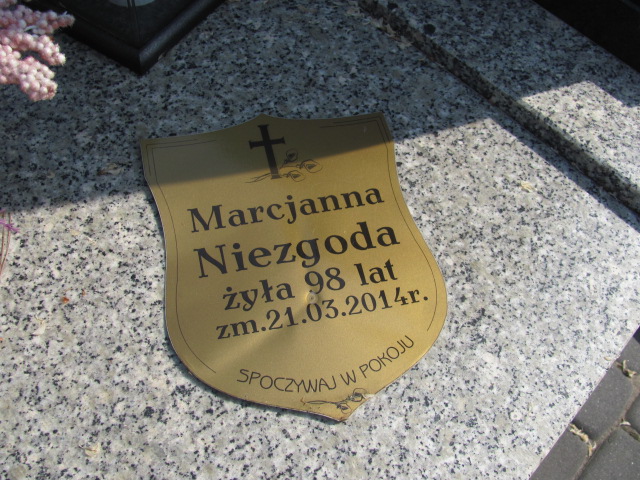 Marcjanna
Niezgoda
żyła 98 lat
zm.21.03.2014r.
SPOCZYWAJ W POKOJU